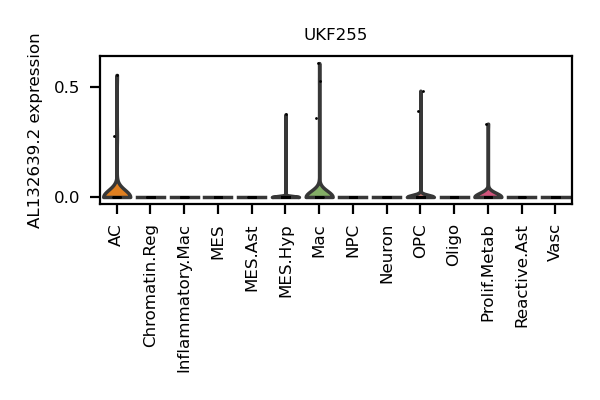 UKF255
AL132639.2 expression
0.5
0.0
AC
Chromatin.Reg
Inflammatory.Mac
MES
MES.Ast
MES.Hyp
Mac
NPC
Neuron
OPC
Oligo
Prolif.Metab
Reactive.Ast
Vasc